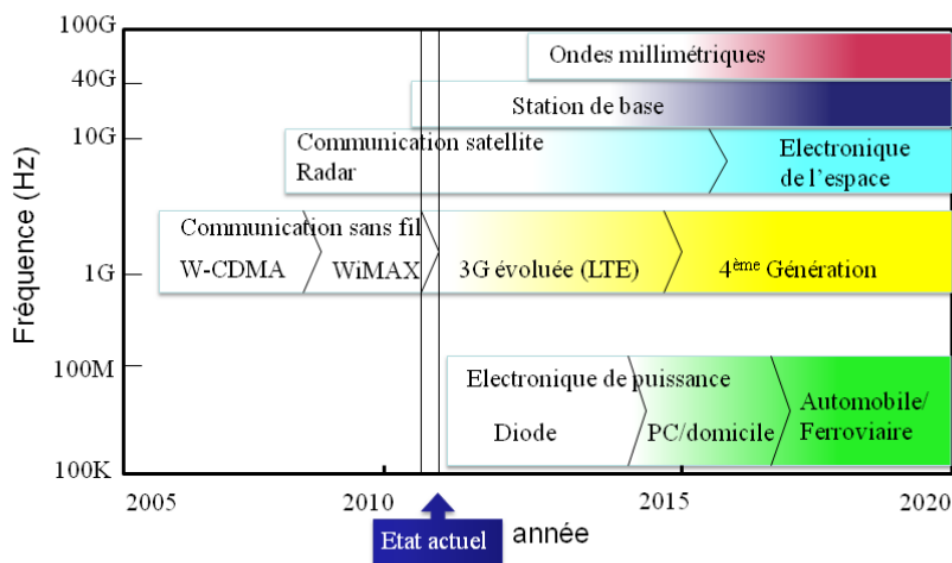 100G
40G
10G
1G
100M
100K
Fréquence (Hz)
Ondes millimétriques
Station de base
Communication satellite
Radar
Electronique
de l'espace
Communication sans fil
W-CDMA
WiMAX
3G évoluée (LTE)
4ème Génération
Electronique de puissance
Diode
PC/domicile
Automobile/
Ferroviaire
2005
2010
2015
2020
Etat actuel
année